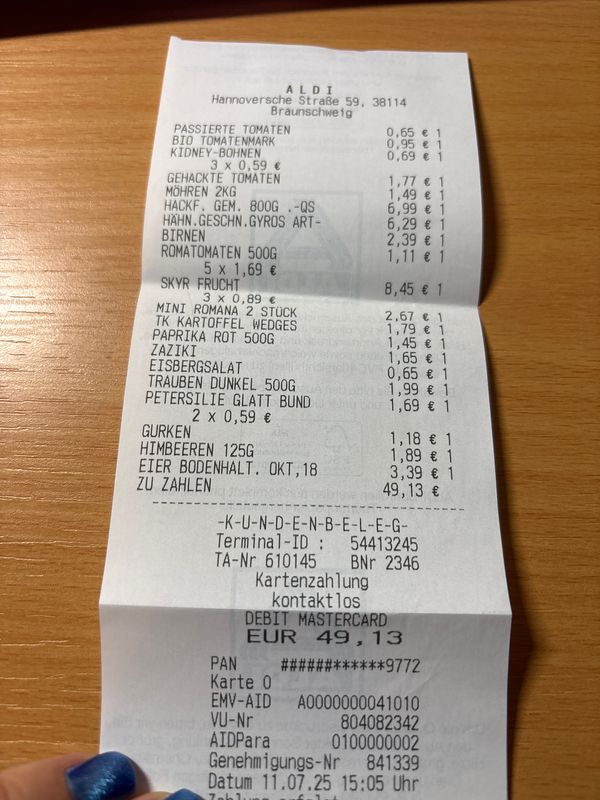 ALDI
Hannoversche Straße 59, 38114
Braunschweig
PASSIERTE TOMATEN 0,65 € 1
BIO TOMATENMARK 0,95 € 1
KIDNEY-BOHNEN 0,69 € 1
3 x 0,59 €
GEHACKTE TOMATEN 1,77 € 1
MÖHREN 2KG 1,49 € 1
HACKF. GEM. 800G .-QS 6,99 € 1
HÄHN.GESCHN.GYROS ART- 6,29 € 1
BIRNEN 2,39 € 1
ROMATOMATEN 500G 1,11 € 1
5 x 1,69 €
SKYR FRUCHT 8,45 € 1
3 x 0,89 €
MINI ROMANA 2 STÜCK 2,67 € 1
TK KARTOFFEL WEDGES 1,79 € 1
PAPRIKA ROT 500G 1,45 € 1
ZAZIKI 1,65 € 1
EISBERGSALAT 0,65 € 1
TRAUBEN DUNKEL 500G 1,99 € 1
PETERSILIE GLATT BUND 1,69 € 1
2 x 0,59 €
GURKEN 1,18 € 1
HIMBEEREN 125G 1,89 € 1
EIER BODENHALT. OKT,18 3,39 € 1
ZU ZAHLEN 49,13 €
-K-U-N-D-E-N-B-E-L-E-G-
Terminal-ID : 54413245
TA-Nr 610145 BNr 2346
Kartenzahlung
kontaktlos
DEBIT MASTERCARD
EUR 49,13
PAN ######******9772
Karte 0
EMV-AID A0000000041010
VU-Nr 804082342
AIDPara 0100000002
Genehmigungs-Nr 841339
Datum 11.07.25 15:05 Uhr
Zahlung erfolgt